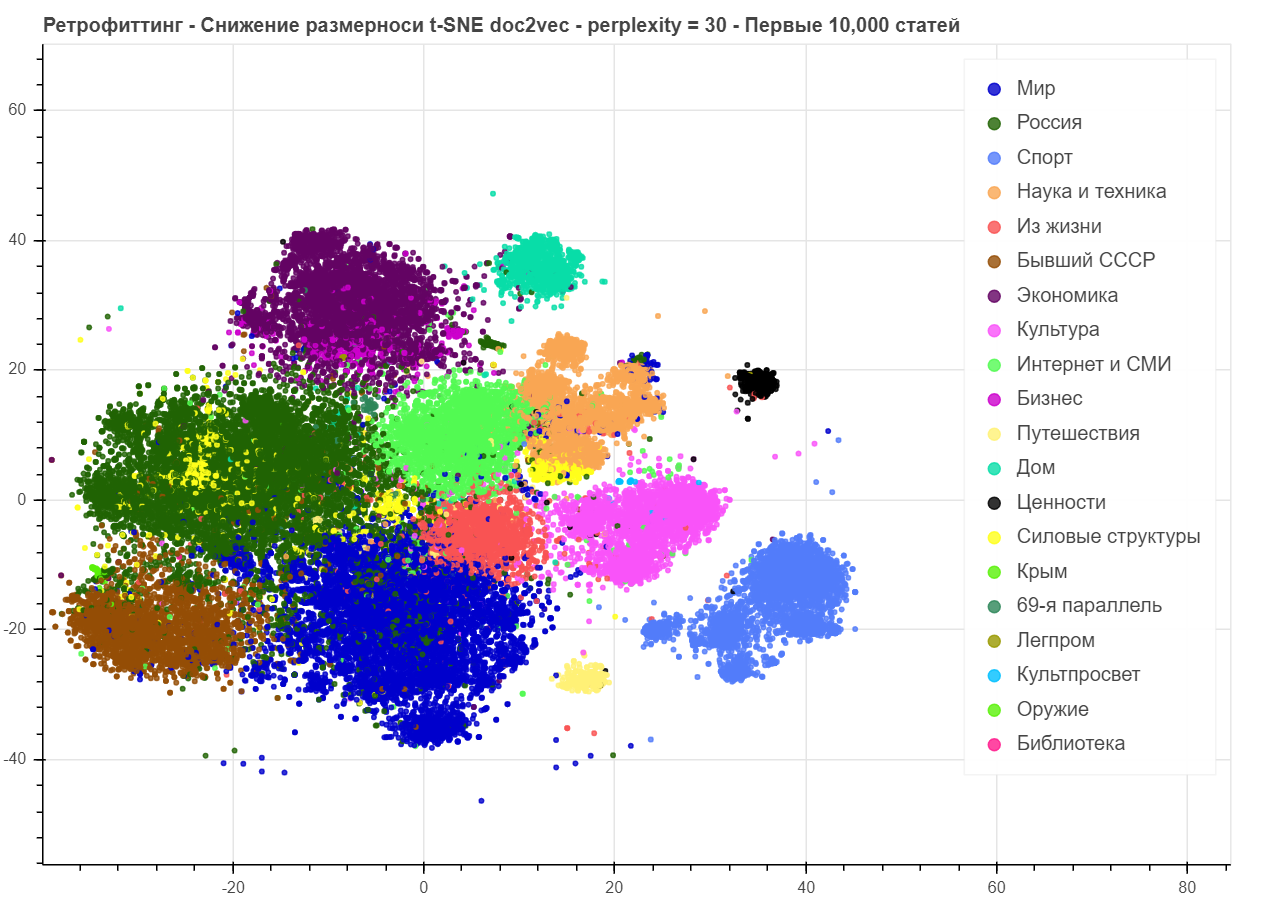 Ретрофиттинг - Снижение размерноси t-SNE doc2vec - perplexity = 30 - Первые 10,000 статей
60
40
20
0
-20
-40
-20
0
20
40
60
80
Мир
Россия
Спорт
Наука и техника
Из жизни
Бывший СССР
Экономика
Культура
Интернет и СМИ
Бизнес
Путешествия
Дом
Ценности
Силовые структуры
Крым
69-я параллель
Легпром
Культпросвет
Оружие
Библиотека